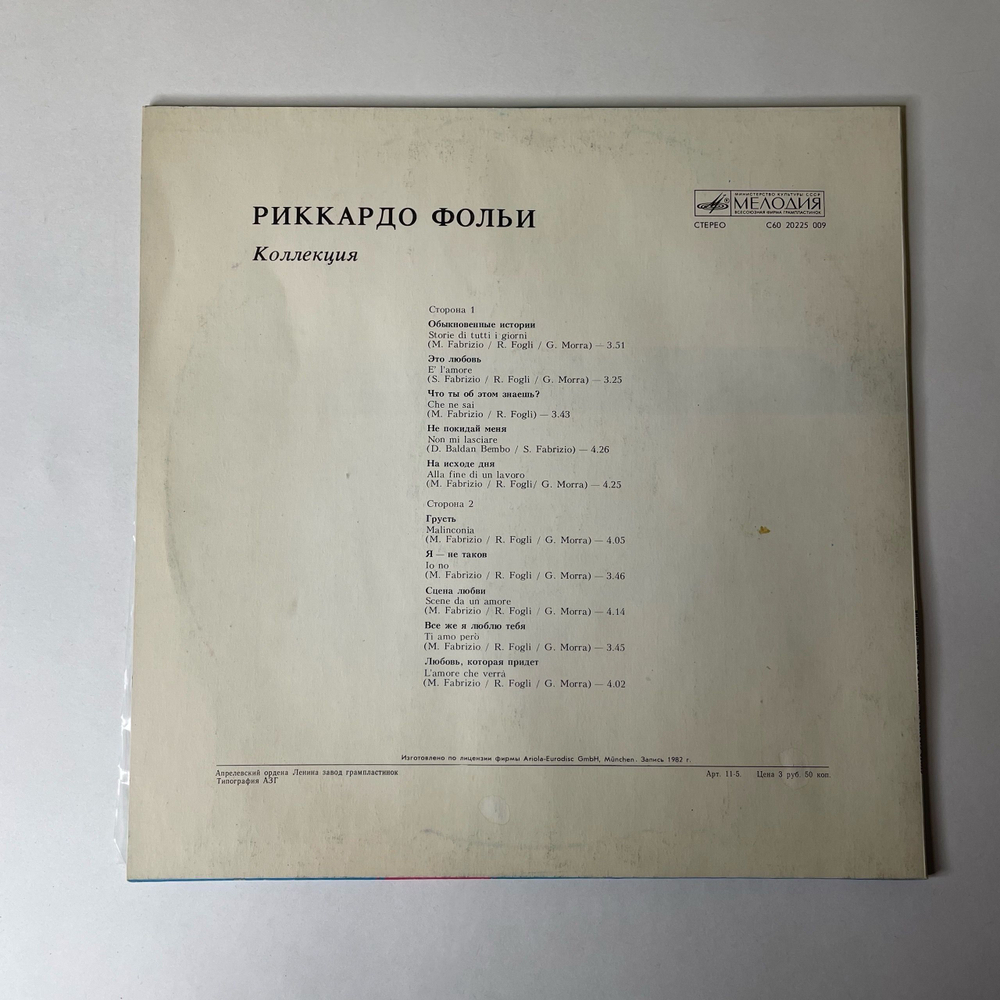 РИККАРДО ФОЛЬИ
Коллекция
МИНИСТЕРСТВО КУЛЬТУРЫ СССР
МЕЛОДИЯ
ВСЕСОЮЗНАЯ ФИРМА ГРАМПЛАСТИНОК
СТЕРЕО С60 20225 009
Сторона 1
Обыкновенные истории
Storie di tutti i giorni
(M. Fabrizio / R. Fogli / G. Morra) — 3.51
Это любовь
E' l'amore
(S. Fabrizio / R. Fogli / G. Morra) — 3.25
Что ты об этом знаешь?
Che ne sai
(M. Fabrizio / R. Fogli) — 3.43
Не покидай меня
Non mi lasciare
(D. Baldan Bembo / S. Fabrizio) — 4.26
На исходе дня
Alla fine di un lavoro
(M. Fabrizio / R. Fogli/ G. Morra) — 4.25
Сторона 2
Грусть
Malinconia
(M. Fabrizio / R. Fogli / G. Morra) — 4.05
Я — не таков
Io no
(M. Fabrizio / R. Fogli / G. Morra) — 3.46
Сцена любви
Scene da un amore
(M. Fabrizio / R. Fogli / G. Morra) — 4.14
Все же я люблю тебя
Ti amo però
(M. Fabrizio / R. Fogli / G. Morra) — 3.45
Любовь, которая придет
L'amore che verrà
(M. Fabrizio / R. Fogli / G. Morra) — 4.02
Изготовлено по лицензии фирмы Ariola-Eurodisc GmbH, München. Запись 1982 г.
Апрелевский ордена Ленина завод грампластинок Арт. 11-5. Цена 3 руб. 50 коп.
Типография АЗГ